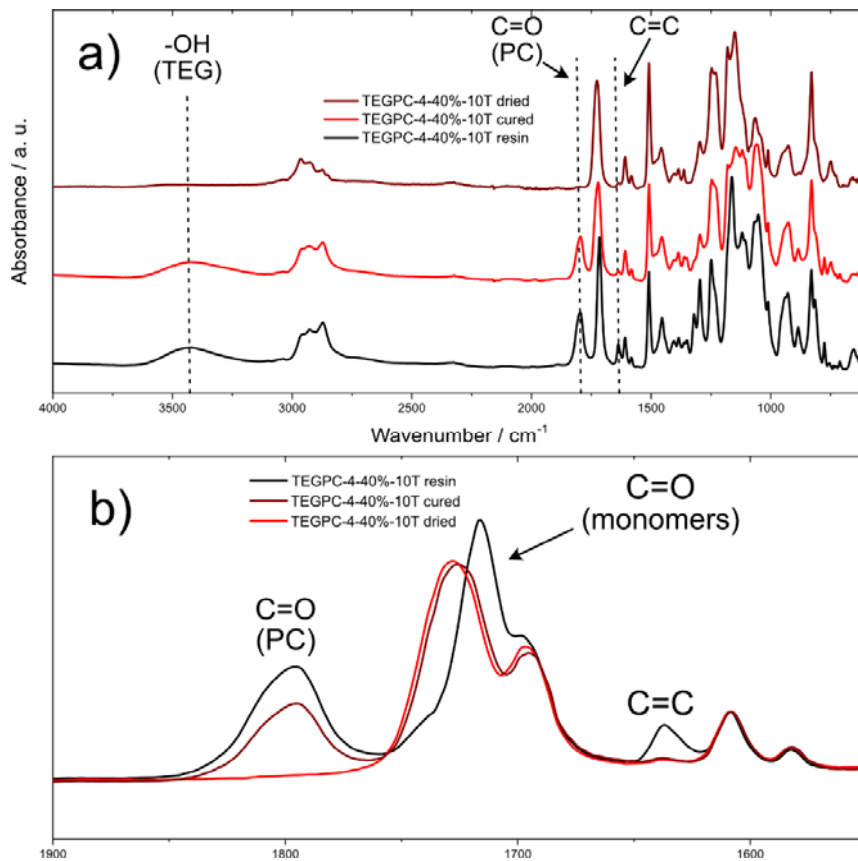 a)
-OH
(TEG)
C=O
(PC)
C=C
TEGPC-4-40%-10T dried
TEGPC-4-40%-10T cured
TEGPC-4-40%-10T resin
Absorbance / a. u.
4000 3500 3000 2500 2000 1500 1000
Wavenumber / cm-1
b)
TEGPC-4-40%-10T resin
TEGPC-4-40%-10T cured
TEGPC-4-40%-10T dried
C=O
(monomers)
C=O
(PC)
C=C
1900 1800 1700 1600